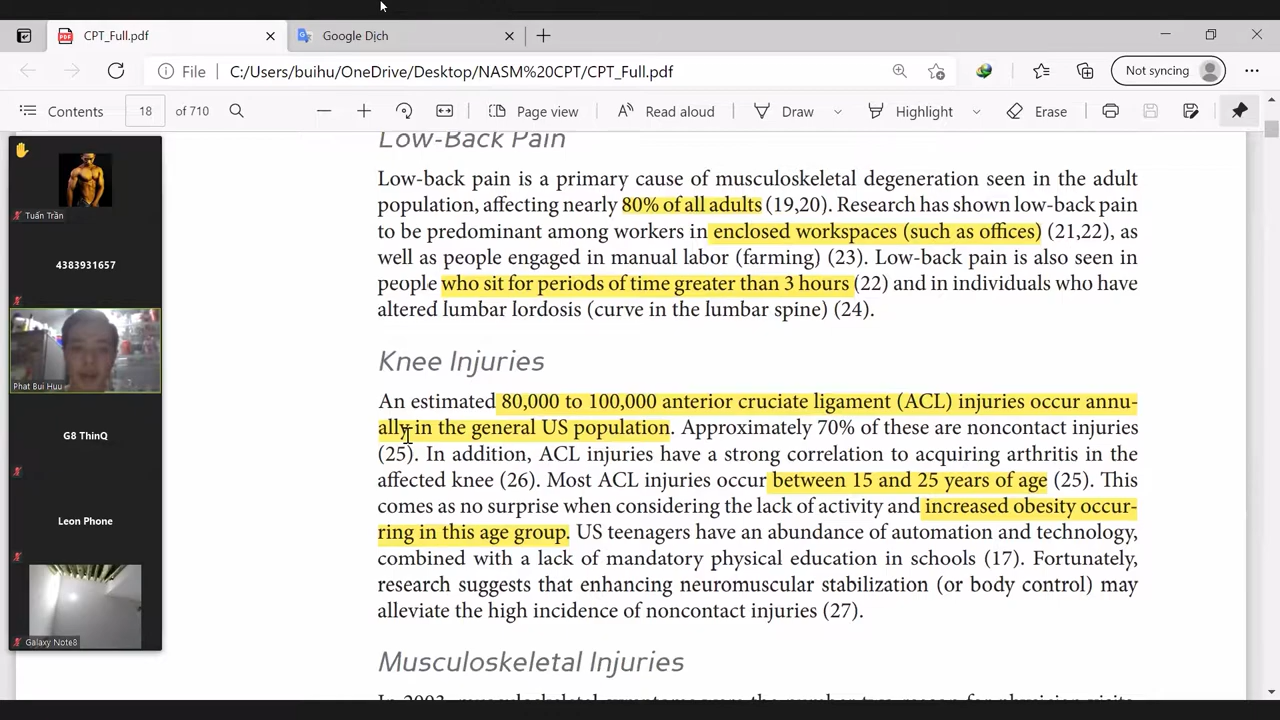 CPT_Full.pdf
Google Dịch
File
C:/Users/buihu/OneDrive/Desktop/NASM%20CPT/CPT_Full.pdf
Not syncing
Contents
18 of 710
Page view
Read aloud
Draw
Highlight
Erase
Tuấn Trần
4383931657
Phat Bui Huu
G8 ThinQ
Leon Phone
Galaxy Note8
Low-Back Pain
Low-back pain is a primary cause of musculoskeletal degeneration seen in the adult
population, affecting nearly 80% of all adults (19,20). Research has shown low-back pain
to be predominant among workers in enclosed workspaces (such as offices) (21,22), as
well as people engaged in manual labor (farming) (23). Low-back pain is also seen in
people who sit for periods of time greater than 3 hours (22) and in individuals who have
altered lumbar lordosis (curve in the lumbar spine) (24).
Knee Injuries
An estimated 80,000 to 100,000 anterior cruciate ligament (ACL) injuries occur annu-
ally in the general US population. Approximately 70% of these are noncontact injuries
(25). In addition, ACL injuries have a strong correlation to acquiring arthritis in the
affected knee (26). Most ACL injuries occur between 15 and 25 years of age (25). This
comes as no surprise when considering the lack of activity and increased obesity occur-
ring in this age group. US teenagers have an abundance of automation and technology,
combined with a lack of mandatory physical education in schools (17). Fortunately,
research suggests that enhancing neuromuscular stabilization (or body control) may
alleviate the high incidence of noncontact injuries (27).
Musculoskeletal Injuries
In 2003, musculoskeletal symptoms were the number two reason for physician visits.